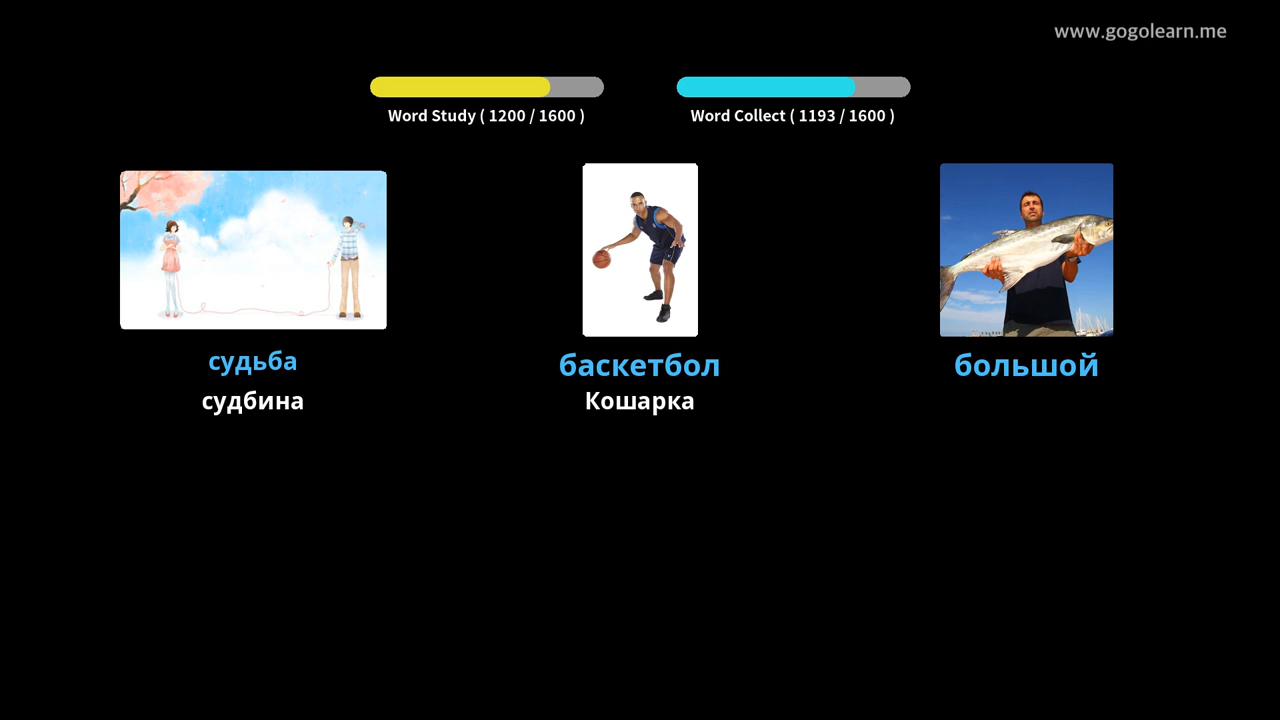 www.gogolearn.me
Word Study ( 1200 / 1600 )
Word Collect ( 1193 / 1600 )
судьба
судбина
баскетбол
Кошарка
большой